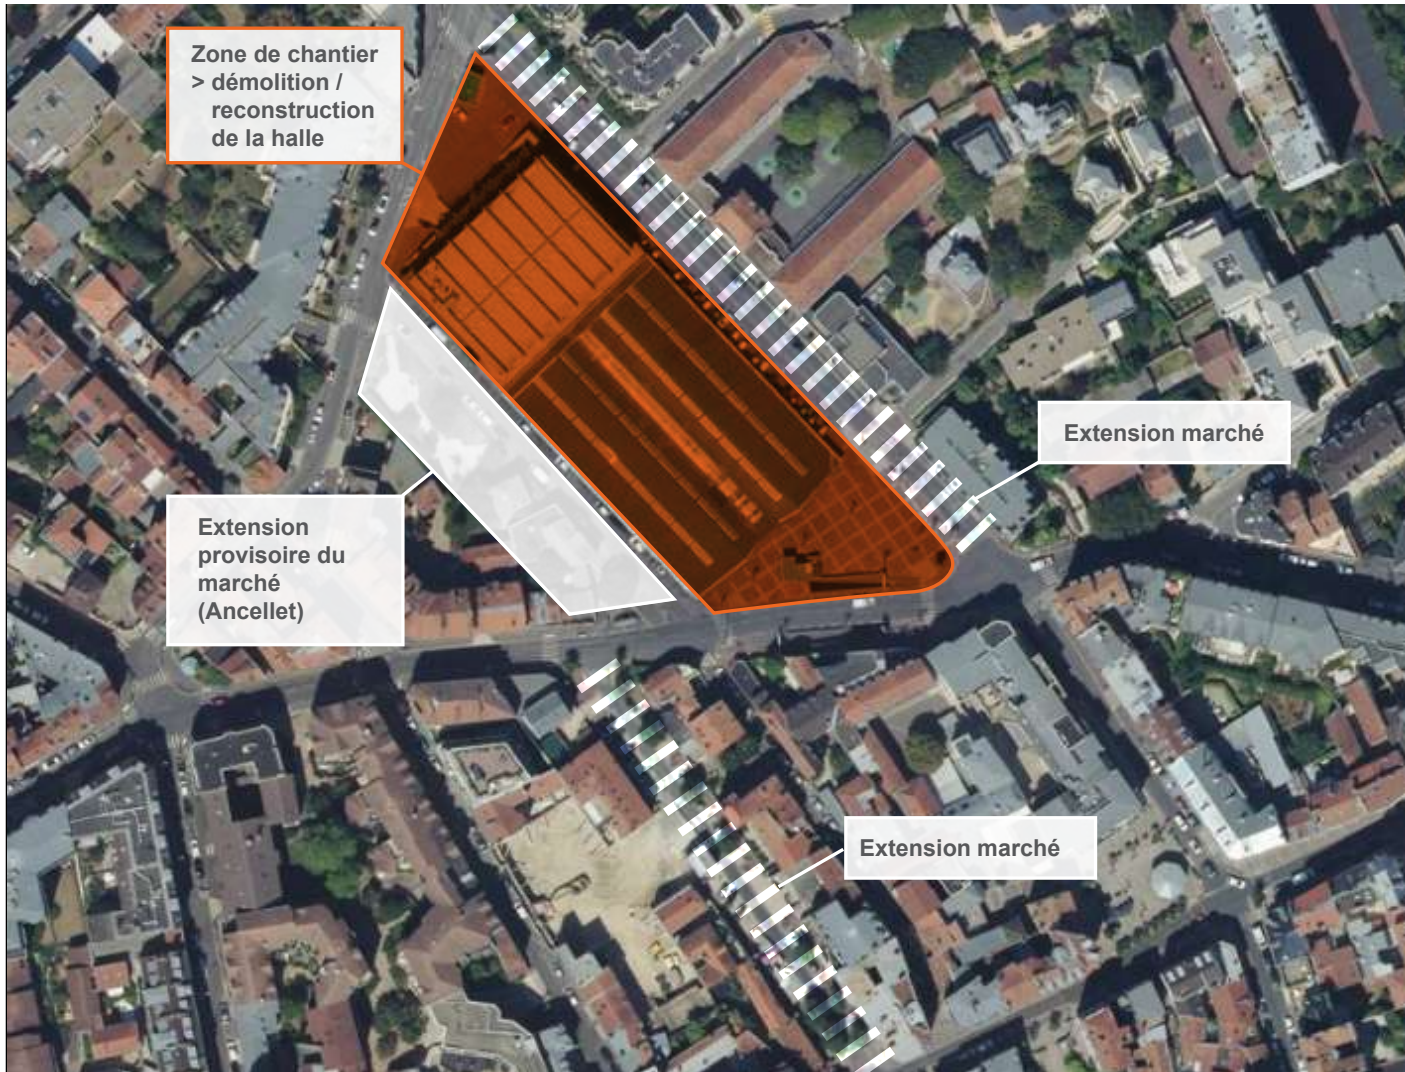 Zone de chantier
> démolition /
reconstruction
de la halle
Extension marché
Extension
provisoire du
marché
(Ancellet)
Extension marché